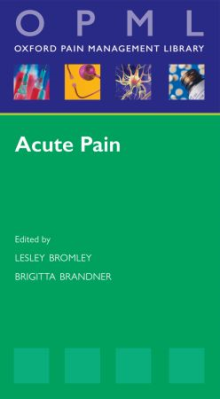 OPML
OXFORD PAIN MANAGEMENT LIBRARY
Acute Pain
Edited by
LESLEY BROMLEY
BRIGITTA BRANDNER